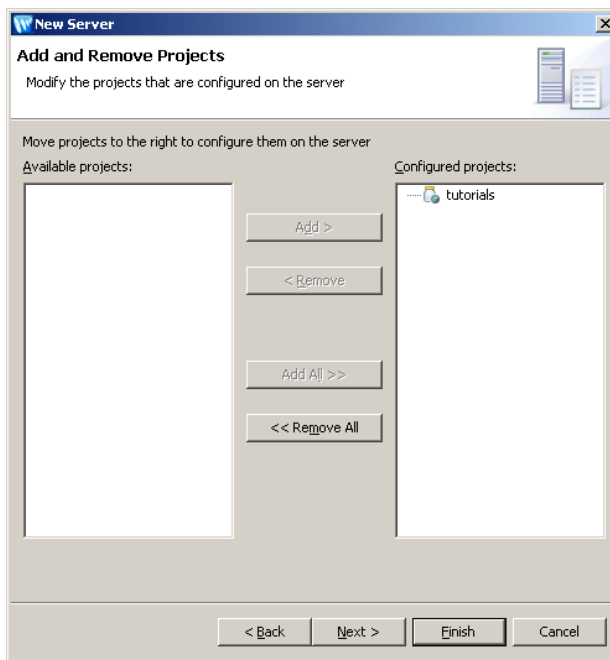 New Server
Add and Remove Projects
Modify the projects that are configured on the server
Move projects to the right to configure them on the server
Available projects:
Configured projects:
tutorials
Add >
< Remove
Add All >>
<< Remove All
< Back
Next >
Finish
Cancel